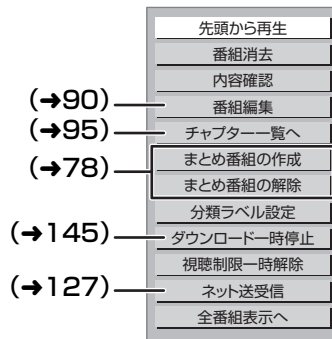 先頭から再生
番組消去
内容確認
(➜90) 番組編集
(➜95) チャプター一覧へ
(➜78) まとめ番組の作成
まとめ番組の解除
分類ラベル設定
(➜145) ダウンロード一時停止
視聴制限一時解除
(➜127) ネット送受信
全番組表示へ